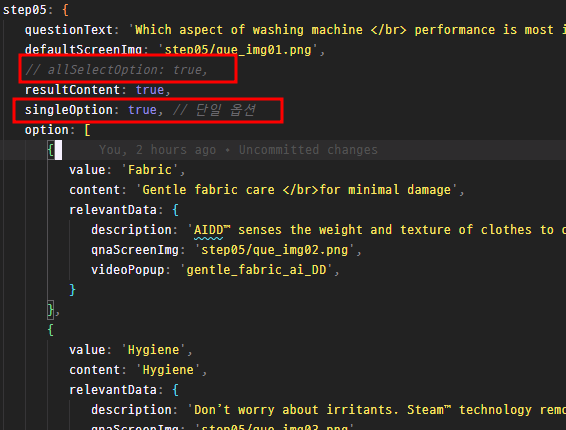 step05: {
questionText: 'Which aspect of washing machine </br> performance is most i
defaultScreenImg: 'step05/que_img01.png',
// allSelectOption: true,
resultContent: true,
singleOption: true, // 단일 옵션
option: [
{ You, 2 hours ago • Uncommitted changes
value: 'Fabric',
content: 'Gentle fabric care </br>for minimal damage',
relevantData: {
description: 'AIDD™ senses the weight and texture of clothes to
qnaScreenImg: 'step05/que_img02.png',
videoPopup: 'gentle_fabric_ai_DD',
}
},
{
value: 'Hygiene',
content: 'Hygiene',
relevantData: {
description: 'Don’t worry about irritants. Steam™ technology remo
qnaScreenImg: 'step05/que_img03.png',